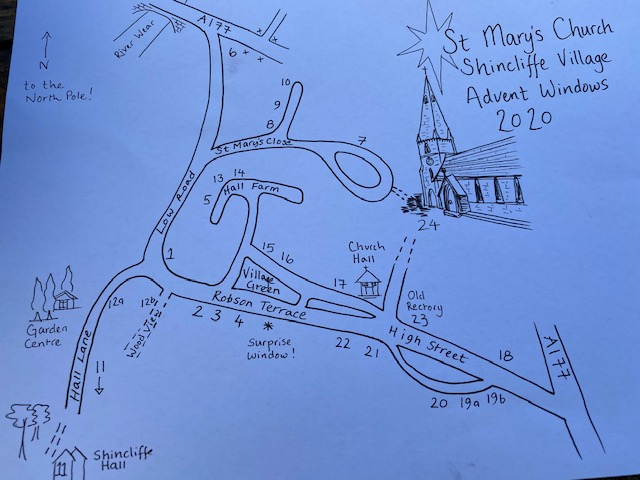 N
to the
North Pole!
River Wear
A177
6
St Mary's Church
Shincliffe Village
Advent Windows
2020
10
9
8
St Mary's Close
7
Low Road
13 14
5
Hall Farm
24
1
15
16
Village
Green
17
Church
Hall
Old
Rectory
23
Garden
Centre
12a
12b
Wood View
Robson Terrace
2 3 4
*
Surprise
Window!
22
21
High Street
18
A177
20
19a
19b
Hall Lane
11
11
Shincliffe
Hall